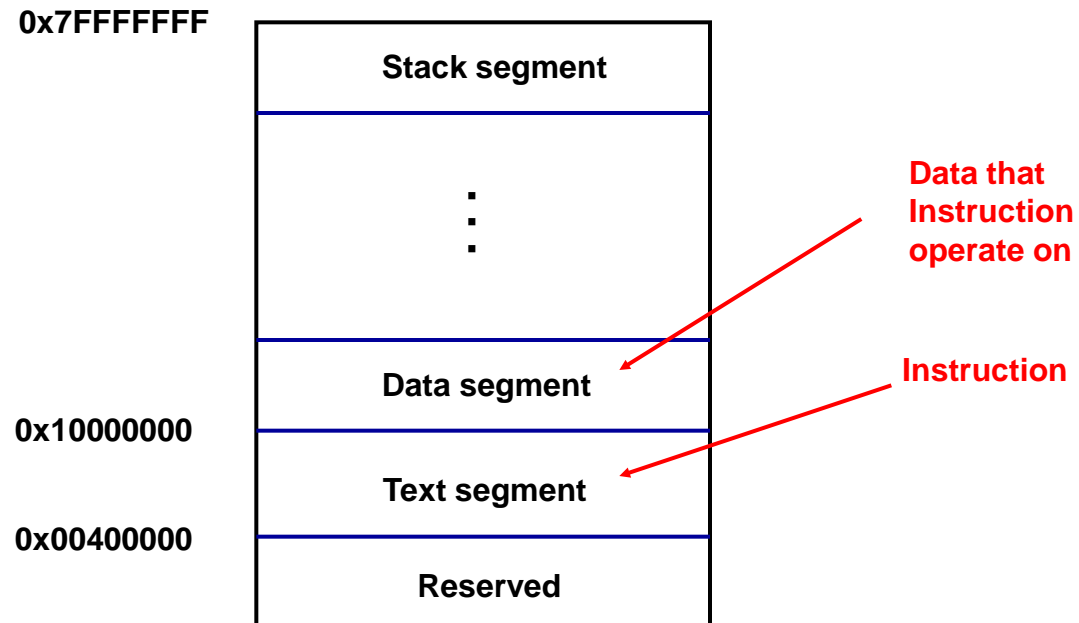 0x7FFFFFFF
Stack segment
Data that
Instruction
operate on
Data segment
Instruction
0x10000000
Text segment
0x00400000
Reserved